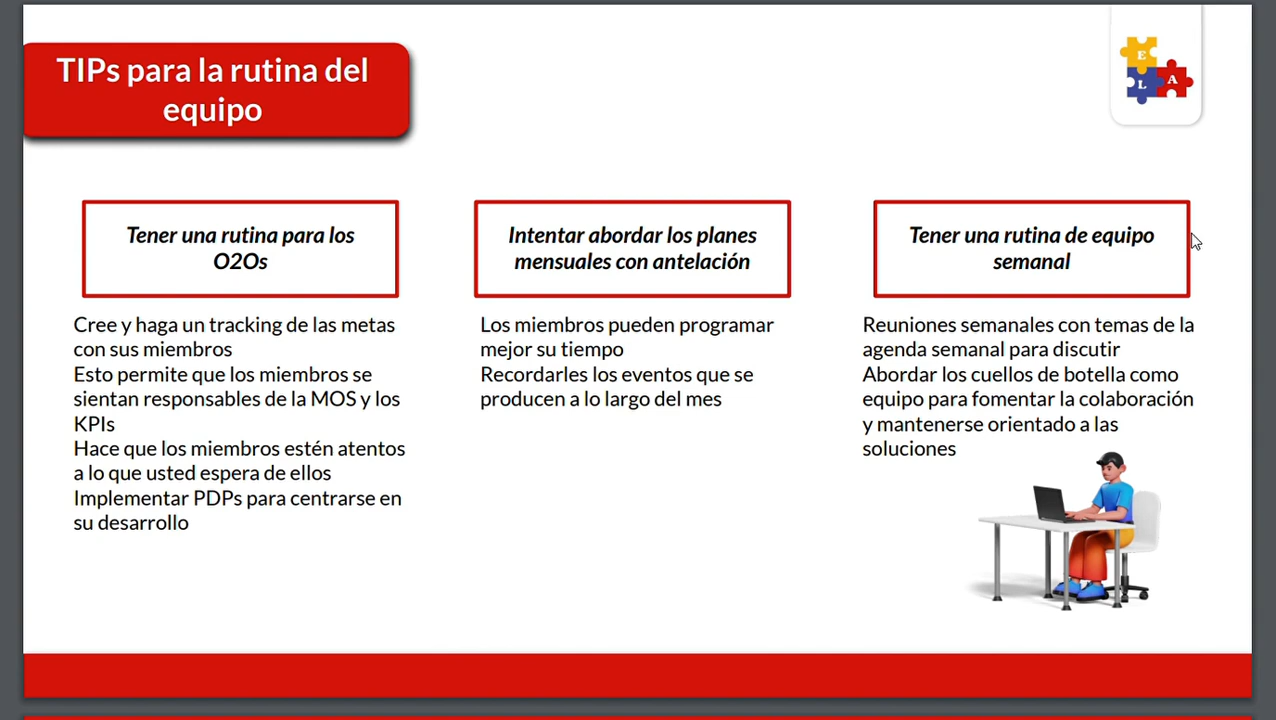 TIPs para la rutina del
equipo
E
L A
Tener una rutina para los
O2Os
Cree y haga un tracking de las metas
con sus miembros
Esto permite que los miembros se
sientan responsables de la MOS y los
KPIs
Hace que los miembros estén atentos
a lo que usted espera de ellos
Implementar PDPs para centrarse en
su desarrollo
Intentar abordar los planes
mensuales con antelación
Los miembros pueden programar
mejor su tiempo
Recordarles los eventos que se
producen a lo largo del mes
Tener una rutina de equipo
semanal
Reuniones semanales con temas de la
agenda semanal para discutir
Abordar los cuellos de botella como
equipo para fomentar la colaboración
y mantenerse orientado a las
soluciones